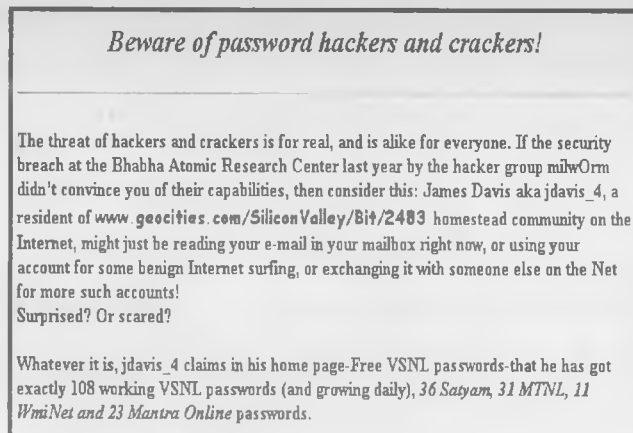 Beware of password hackers and crackers!
The threat of hackers and crackers is for real, and is alike for everyone. If the security
breach at the Bhabha Atomic Research Center last year by the hacker group milwOrm
didn't convince you of their capabilities, then consider this: James Davis aka jdavis_4, a
resident of www.geocities.com/SiliconValley/Bit/2483 homestead community on the
Internet, might just be reading your e-mail in your mailbox right now, or using your
account for some benign Internet surfing, or exchanging it with someone else on the Net
for more such accounts!
Surprised? Or scared?
Whatever it is, jdavis_4 claims in his home page-Free VSNL passwords-that he has got
exactly 108 working VSNL passwords (and growing daily), 36 Satyam, 31 MTNL, 11
WmiNet and 23 Mantra Online passwords.